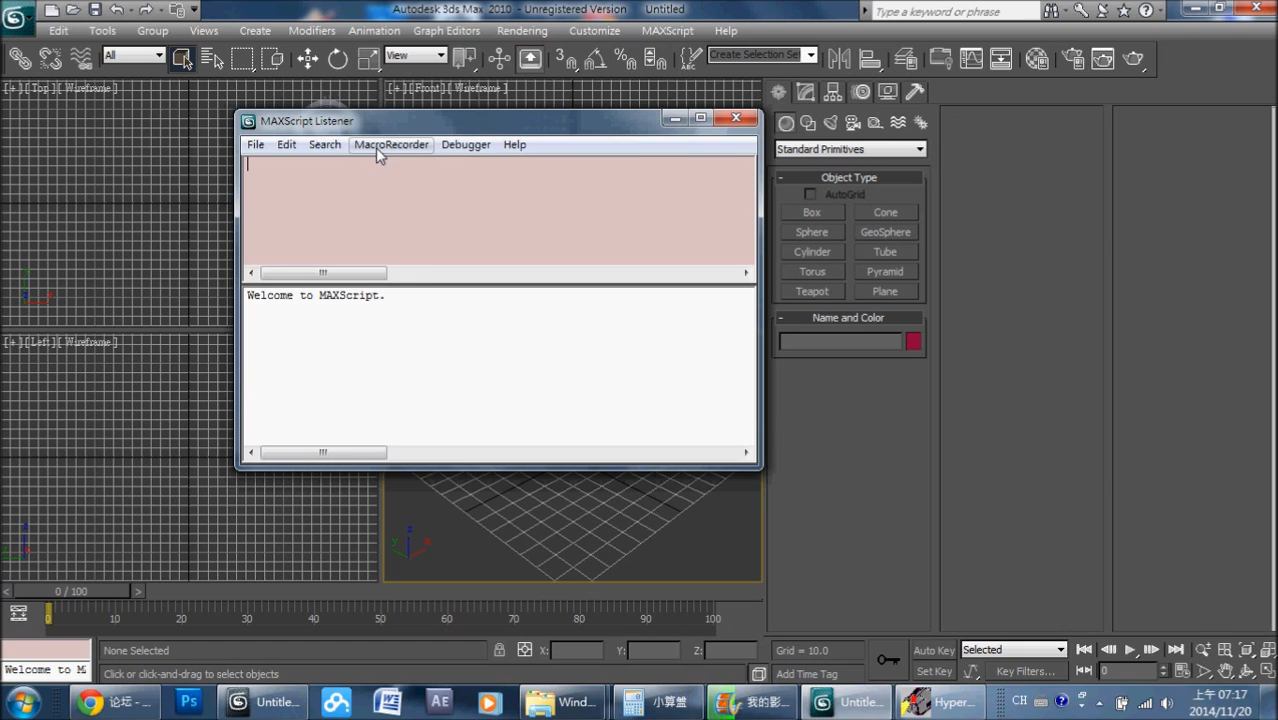 Autodesk 3ds Max 2010 - Unregistered Version Untitled
Type a keyword or phrase
Edit Tools Group Views Create Modifiers Animation Graph Editors Rendering Customize MAXScript Help
All View Create Selection Se
[+][Top][Wireframe]
[+][Front][Wireframe]
MAXScript Listener
File Edit Search MacroRecorder Debugger Help
Welcome to MAXScript.
Standard Primitives
- Object Type
AutoGrid
Box Cone
Sphere GeoSphere
Cylinder Tube
Torus Pyramid
Teapot Plane
- Name and Color
[+][Left][Wireframe]
z
y x
< 0 / 100 >
0 10 20 30 40 50 60 70 80 90 100
None Selected X: Y: Z: Grid = 10.0 Auto Key Selected
Welcome to M Click or click-and-drag to select objects Add Time Tag Set Key Key Filters... 0
论坛 - ... Ps Untitle... W AE Wind... 小算盤 我的影... Untitle... Hyper... CH 上午 07:17
2014/11/20